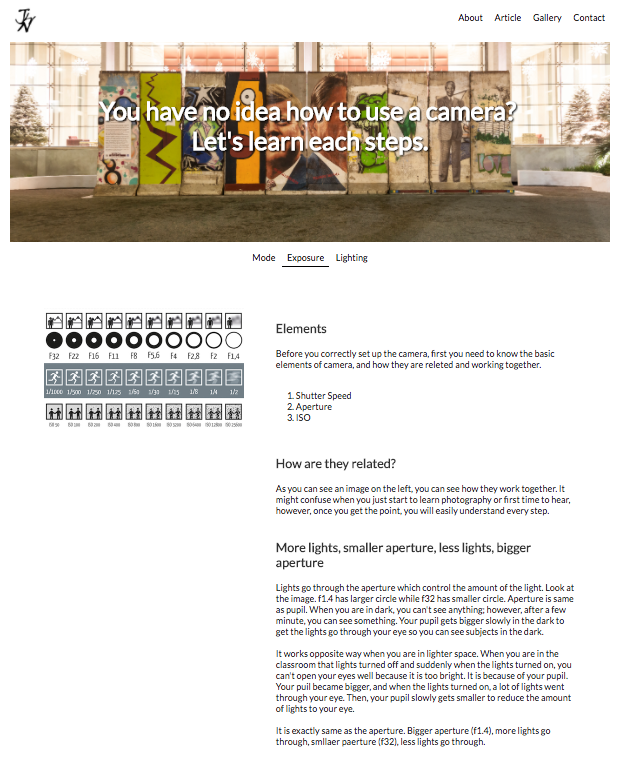 JN
About Article Gallery Contact
You have no idea how to use a camera?
Let's learn each steps.
Mode Exposure Lighting
F32 F22 F16 F11 F8 F5,6 F4 F2,8 F2 F1,4
1/1000 1/500 1/250 1/125 1/60 1/30 1/15 1/8 1/4 1/2
ISO 50 ISO 100 ISO 200 ISO 400 ISO 800 ISO 1600 ISO 3200 ISO 6400 ISO 12800 ISO 25600
Elements
Before you correctly set up the camera, first you need to know the basic
elements of camera, and how they are releted and working together.
1. Shutter Speed
2. Aperture
3. ISO
How are they related?
As you can see an image on the left, you can see how they work together. It
might confuse when you just start to learn photography or first time to hear,
however, once you get the point, you will easily understand every step.
More lights, smaller aperture, less lights, bigger
aperture
Lights go through the aperture which control the amount of the light. Look at
the image. f1.4 has larger circle while f32 has smaller circle. Aperture is same
as pupil. When you are in dark, you can't see anything; however, after a few
minute, you can see something. Your pupil gets bigger slowly in the dark to
get the lights go through your eye so you can see subjects in the dark.
It works opposite way when you are in lighter space. When you are in the
classroom that lights turned off and suddenly when the lights turned on, you
can't open your eyes well because it is too bright. It is because of your pupil.
Your puil became bigger, and when the lights turned on, a lot of lights went
through your eye. Then, your pupil slowly gets smaller to reduce the amount
of lights to your eye.
It is exactly same as the aperture. Bigger aperture (f1.4), more lights go
through, smllaer paerture (f32), less lights go through.